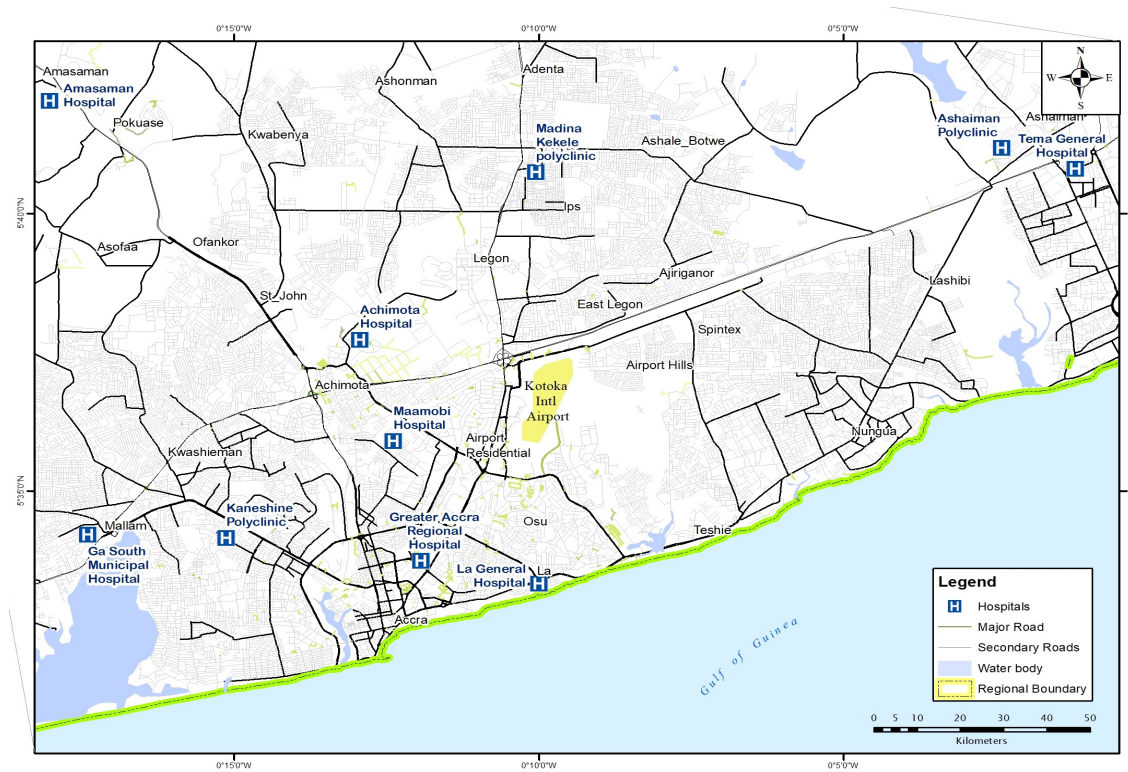 0°15'0"W
0°10'0"W
0°5'0"W
N
W
E
S
Amasaman
Amasaman
Hospital
Pokuase
Ashonman
Adenta
Kwabenya
Madina
Kekele
polyclinic
Ashale_Botwe
Ashaiman
Polyclinic
Ashaiman
Tema General
Hospital
5°40'0"N
Ips
Asofaa
Ofankor
Legon
St_John
Ajiriganor
Lashibi
East Legon
Achimota
Hospital
Spintex
Airport Hills
Achimota
Kotoka
Intl
Airport
Maamobi
Hospital
Airport
Residential
Nungua
Kwashieman
5°35'0"N
Mallam
Kaneshine
Polyclinic
Greater Accra
Regional
Hospital
Osu
Teshie
Ga South
Municipal
Hospital
La General
Hospital
La
Accra
Gulf of Guinea
Legend
H Hospitals
Major Road
Secondary Roads
Water body
Regional Boundary
0 5 10 20 30 40 50
Kilometers
0°15'0"W
0°10'0"W
0°5'0"W